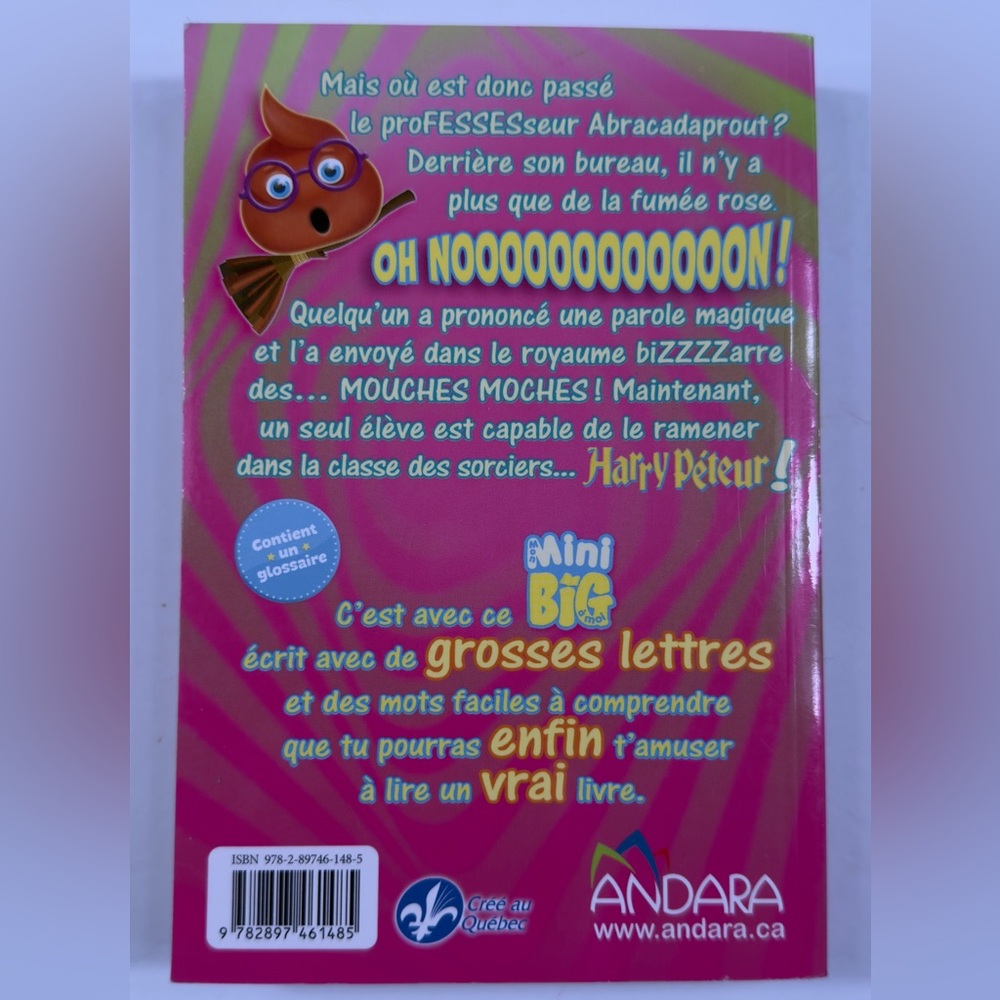 Mais où est donc passé
le proFESSESseur Abracadaprout ?
Derrière son bureau, il n'y a
plus que de la fumée rose.
OH NOOOOOOOOOOOOON !
Quelqu'un a prononcé une parole magique
et l'a envoyé dans le royaume biZZZZarre
des... MOUCHES MOCHES ! Maintenant,
un seul élève est capable de le ramener
dans la classe des sorciers... Harry Péteur !
Contient
un
glossaire
Mon Mini
BiG
à moi
C'est avec ce
écrit avec de grosses lettres
et des mots faciles à comprendre
que tu pourras enfin t'amuser
à lire un vrai livre.
ISBN 978-2-89746-148-5
9 782897 461485
Créé au
Québec
ANDARA
www.andara.ca